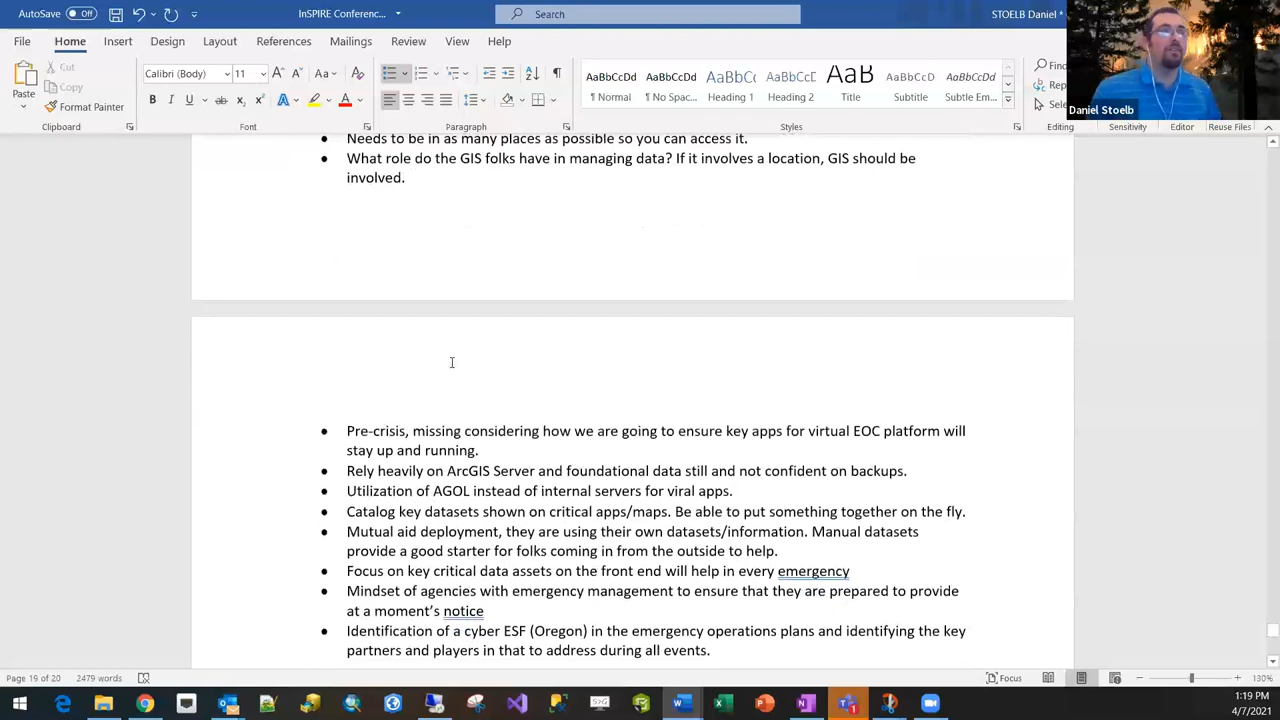 AutoSave Off InSPIRE Conferenc... Search STOELB Daniel
File Home Insert Draw Design Layout References Mailings Review View Help
Paste Cut Copy Format Painter Clipboard
Calibri (Body) 11 Font
Paragraph
AaBbCcDd AaBbCcDd AaBbC AaBbCc AaB AaBbCcD AaBbCcDd
¶ Normal ¶ No Spac... Heading 1 Heading 2 Title Subtitle Subtle Em...
Styles Editing Sensitivity Editor Reuse Files
Daniel Stoelb
Needs to be in as many places as possible so you can access it.
What role do the GIS folks have in managing data? If it involves a location, GIS should be
involved.
Pre-crisis, missing considering how we are going to ensure key apps for virtual EOC platform will
stay up and running.
Rely heavily on ArcGIS Server and foundational data still and not confident on backups.
Utilization of AGOL instead of internal servers for viral apps.
Catalog key datasets shown on critical apps/maps. Be able to put something together on the fly.
Mutual aid deployment, they are using their own datasets/information. Manual datasets
provide a good starter for folks coming in from the outside to help.
Focus on key critical data assets on the front end will help in every emergency
Mindset of agencies with emergency management to ensure that they are prepared to provide
at a moment's notice
Identification of a cyber ESF (Oregon) in the emergency operations plans and identifying the key
partners and players in that to address during all events.
Page 19 of 20 2479 words Focus 130%
1:19 PM
4/7/2021